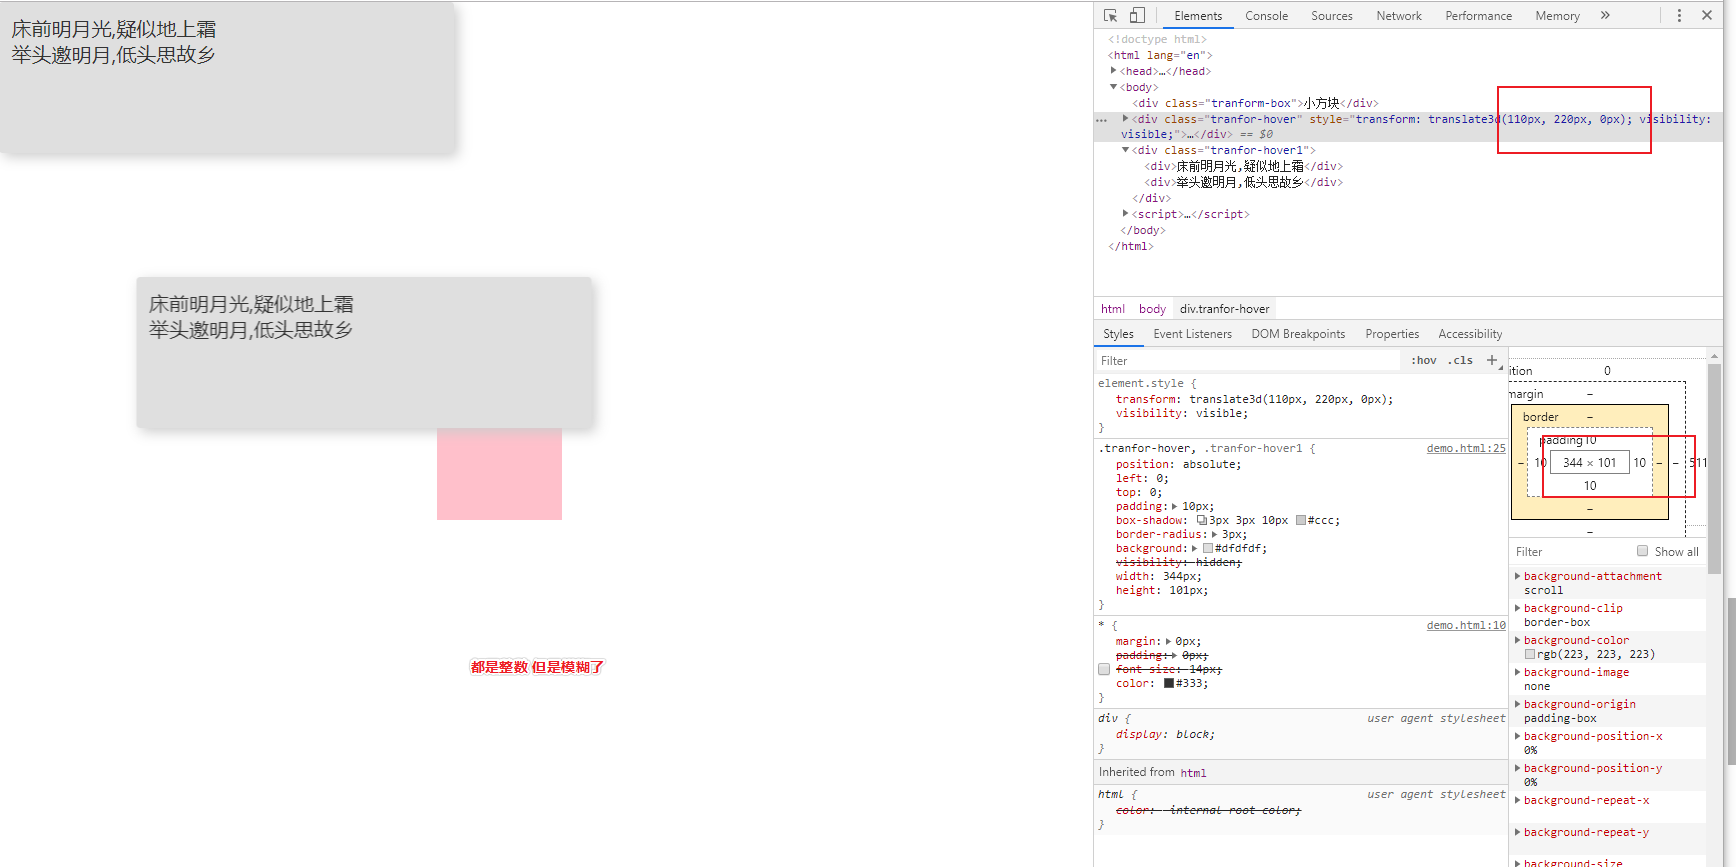 床前明月光,疑似地上霜
举头邀明月,低头思故乡
床前明月光,疑似地上霜
举头邀明月,低头思故乡
都是整数 但是模糊了
Elements Console Sources Network Performance Memory »
<!doctype html>
<html lang="en">
<head>…</head>
<body>
<div class="tranform-box">小方块</div>
<div class="tranfor-hover" style="transform: translate3d(110px, 220px, 0px); visibility:
visible;">…</div> == $0
<div class="tranfor-hover1">
<div>床前明月光,疑似地上霜</div>
<div>举头邀明月,低头思故乡</div>
</div>
<script>…</script>
</body>
</html>
html body div.tranfor-hover
Styles Event Listeners DOM Breakpoints Properties Accessibility
Filter :hov .cls +
element.style {
transform: translate3d(110px, 220px, 0px);
visibility: visible;
}
.tranfor-hover, .tranfor-hover1 { demo.html:25
position: absolute;
left: 0;
top: 0;
padding: 10px;
box-shadow: 3px 3px 10px #ccc;
border-radius: 3px;
background: #dfdfdf;
visibility: hidden;
width: 344px;
height: 101px;
}
* { demo.html:10
margin: 0px;
padding: 0px;
font-size: 14px;
color: #333;
}
div { user agent stylesheet
display: block;
}
Inherited from html
html { user agent stylesheet
color: -internal-root-color;
}
ition 0
margin –
border –
padding10
– 10 344 × 101 10 – – 511
10
–
–
Filter Show all
background-attachment
scroll
background-clip
border-box
background-color
rgb(223, 223, 223)
background-image
none
background-origin
padding-box
background-position-x
0%
background-position-y
0%
background-repeat-x
background-repeat-y
background-size